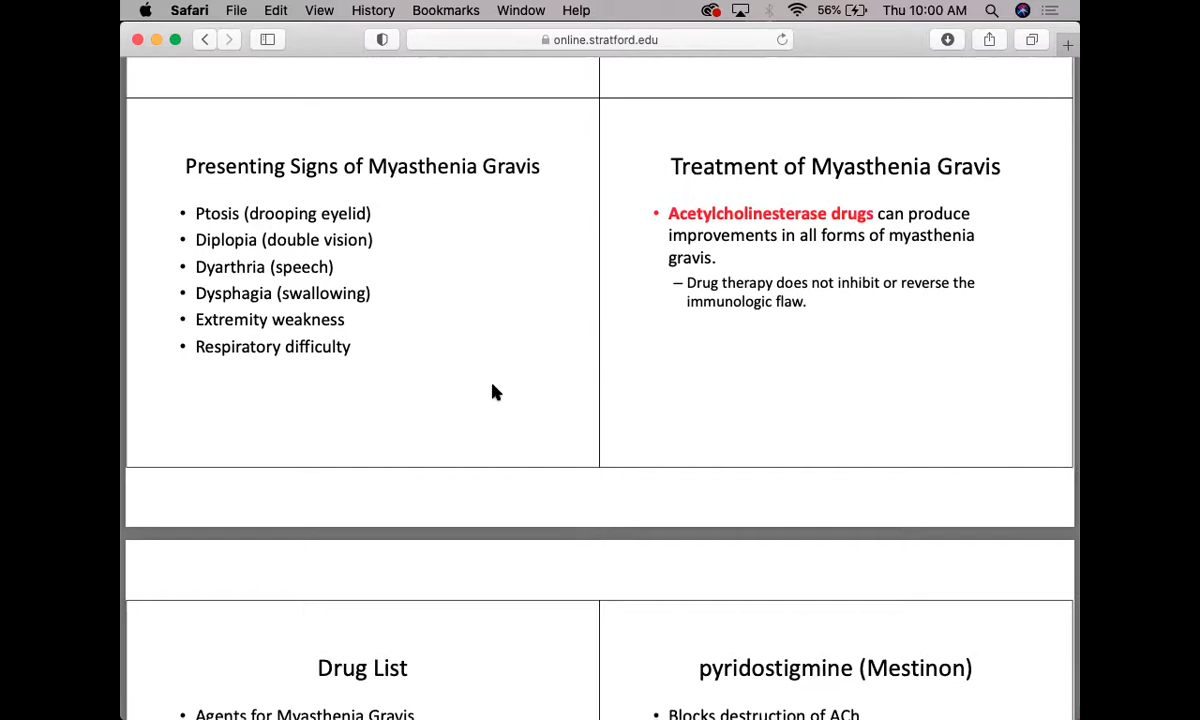 Safari File Edit View History Bookmarks Window Help 56% Thu 10:00 AM
online.stratford.edu
Presenting Signs of Myasthenia Gravis
• Ptosis (drooping eyelid)
• Diplopia (double vision)
• Dyarthria (speech)
• Dysphagia (swallowing)
• Extremity weakness
• Respiratory difficulty
Treatment of Myasthenia Gravis
• Acetylcholinesterase drugs can produce
improvements in all forms of myasthenia
gravis.
– Drug therapy does not inhibit or reverse the
immunologic flaw.
Drug List
• Agents for Myasthenia Gravis
pyridostigmine (Mestinon)
• Blocks destruction of ACh